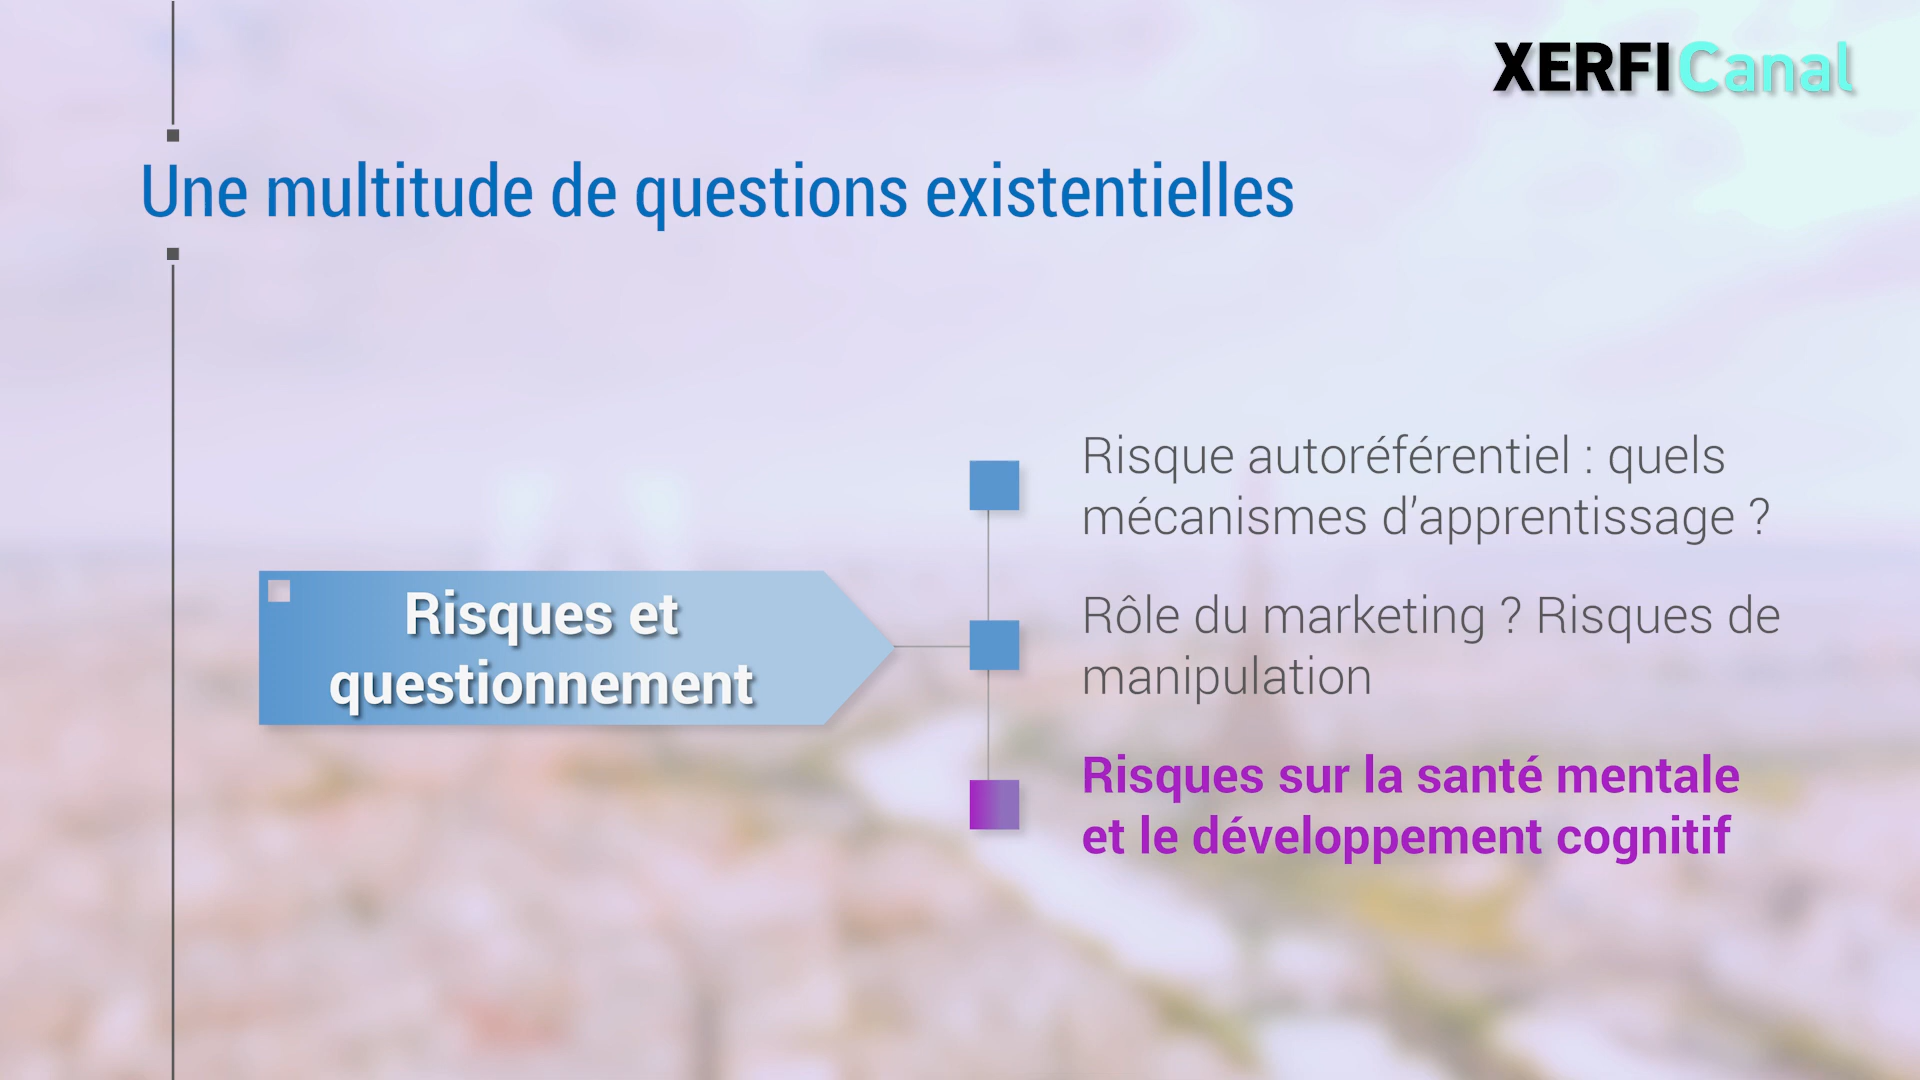 XERFI Canal
Une multitude de questions existentielles
Risques et
questionnement
Risque autoréférentiel : quels
mécanismes d’apprentissage ?
Rôle du marketing ? Risques de
manipulation
Risques sur la santé mentale
et le développement cognitif